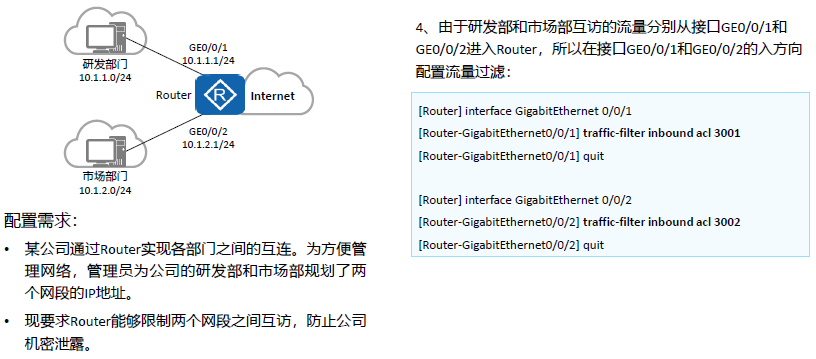 研发部门
10.1.1.0/24
GE0/0/1
10.1.1.1/24
Router
R
Internet
GE0/0/2
10.1.2.1/24
市场部门
10.1.2.0/24
配置需求：
• 某公司通过Router实现各部门之间的互连。为方便管
理网络，管理员为公司的研发部和市场部规划了两
个网段的IP地址。
• 现要求Router能够限制两个网段之间互访，防止公司
机密泄露。
4、由于研发部和市场部互访的流量分别从接口GE0/0/1和
GE0/0/2进入Router，所以在接口GE0/0/1和GE0/0/2的入方向
配置流量过滤：
[Router] interface GigabitEthernet 0/0/1
[Router-GigabitEthernet0/0/1] traffic-filter inbound acl 3001
[Router-GigabitEthernet0/0/1] quit
[Router] interface GigabitEthernet 0/0/2
[Router-GigabitEthernet0/0/2] traffic-filter inbound acl 3002
[Router-GigabitEthernet0/0/2] quit